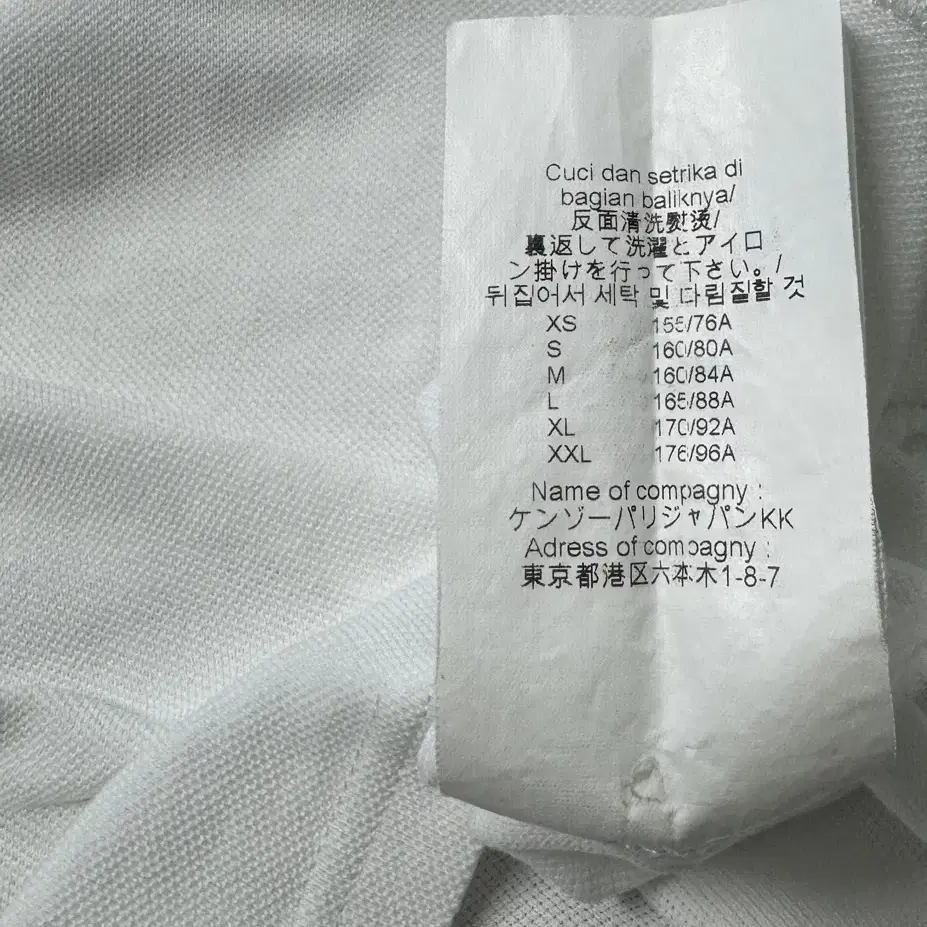 Cuci dan setrika di
bagian baliknya/
反面清洗熨烫/
裏返して洗濯とアイロ
ン掛けを行って下さい。/
뒤집어서 세탁 및 다림질할 것
XS 155/76A
S 160/80A
M 160/84A
L 165/88A
XL 170/92A
XXL 176/96A
Name of compagny :
ケンゾーパリジャパンKK
Adress of compagny :
東京都港区六本木1-8-7